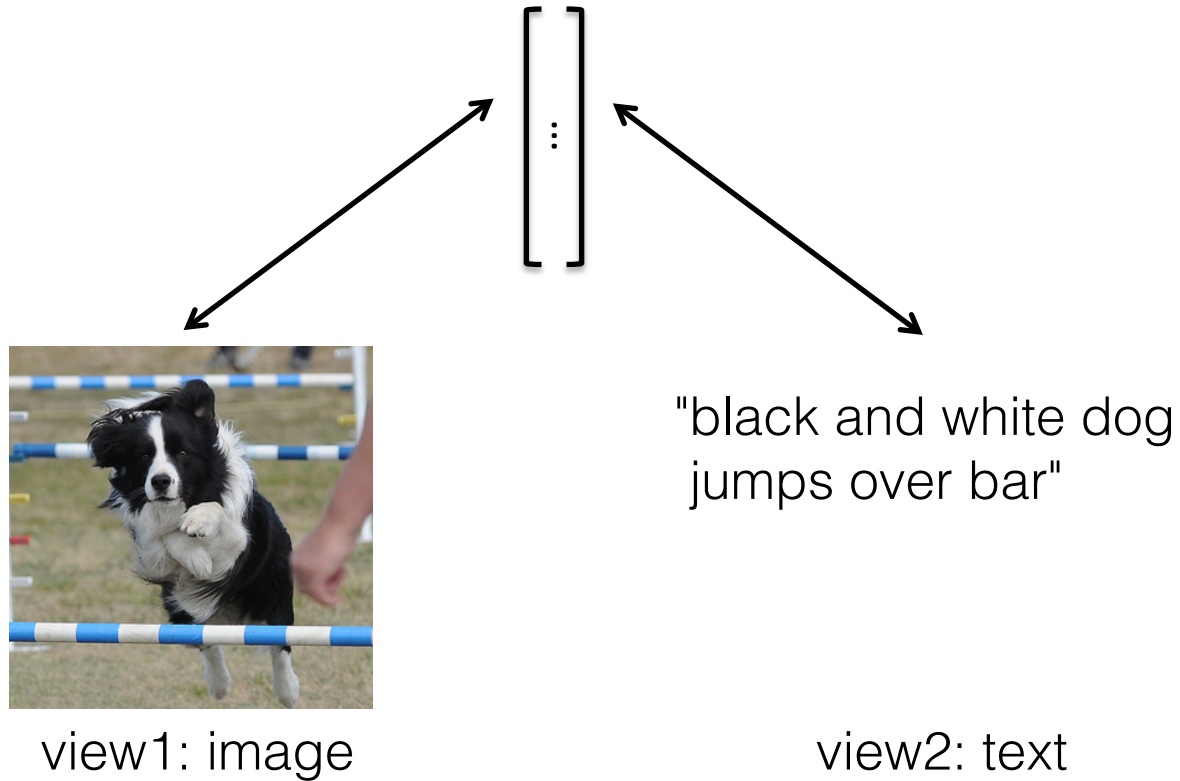 ⋮
"black and white dog
jumps over bar"
view1: image
view2: text